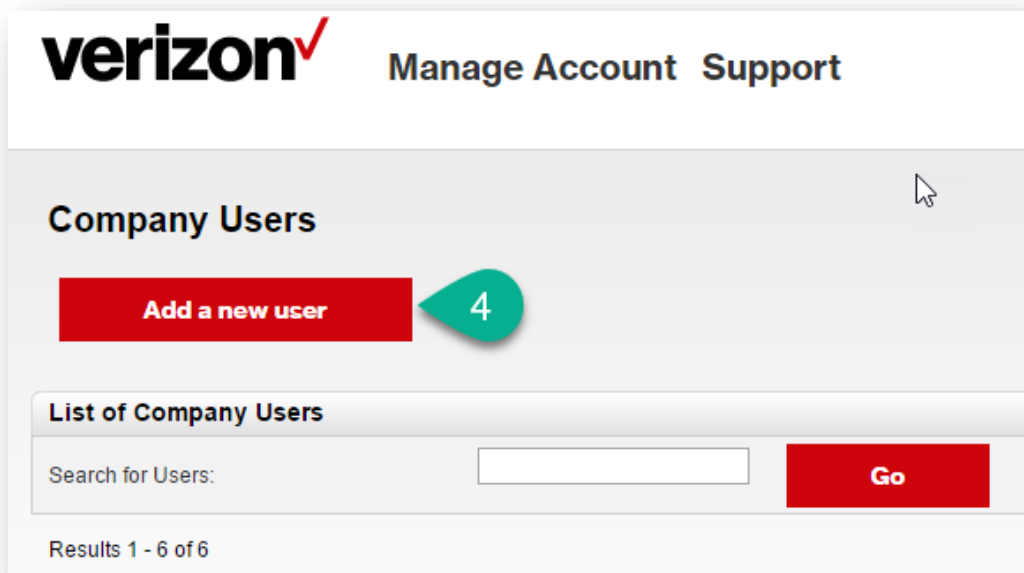 verizon
Manage Account Support
Company Users
Add a new user
4
List of Company Users
Search for Users:
Go
Results 1 - 6 of 6